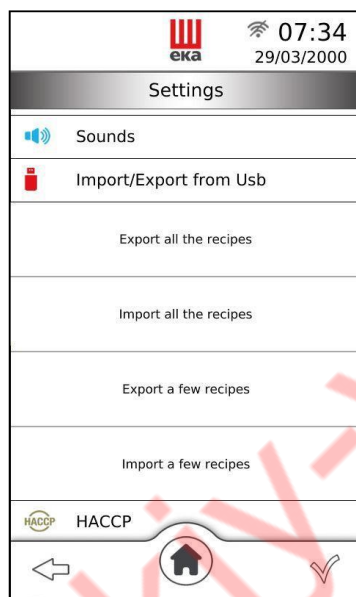 eka
07:34
29/03/2000
Settings
Sounds
Import/Export from Usb
Export all the recipes
Import all the recipes
Export a few recipes
Import a few recipes
HACCP HACCP